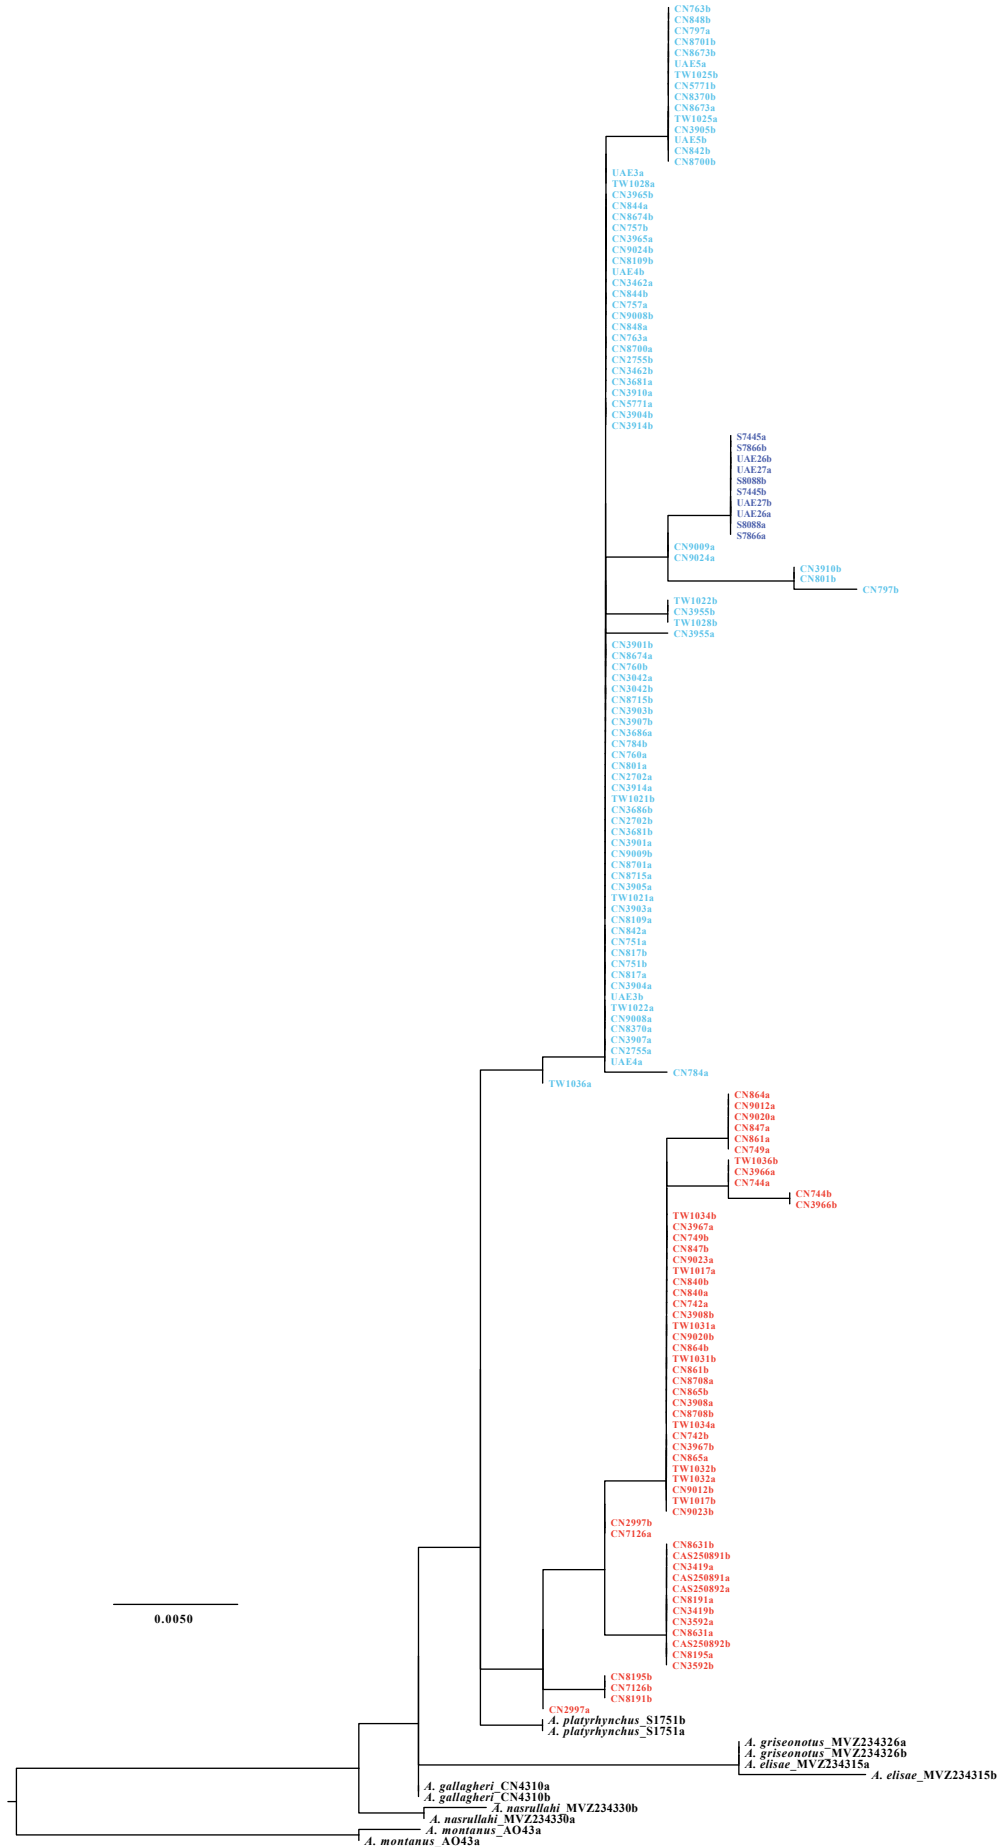 CN763b
CN848b
CN797a
CN8701b
CN8673b
UAE5a
TW1025b
CN5771b
CN8370b
CN8673a
TW1025a
CN3905b
UAE5b
CN842b
CN8700b
UAE3a
TW1028a
CN3965b
CN844a
CN8674b
CN757b
CN3965a
CN9024b
CN8109b
UAE4b
CN3462a
CN844b
CN757a
CN9008b
CN848a
CN763a
CN8700a
CN2755b
CN3462b
CN3681a
CN3910a
CN5771a
CN3904b
CN3914b
S7445a
S7866b
UAE26b
UAE27a
S8088b
S7445b
UAE27b
UAE26a
S8088a
S7866a
CN9009a
CN9024a
CN3910b
CN801b
CN797b
TW1022b
CN3955b
TW1028b
CN3955a
CN3901b
CN8674a
CN760b
CN3042a
CN3042b
CN8715b
CN3903b
CN3907b
CN3686a
CN784b
CN760a
CN801a
CN2702a
CN3914a
TW1021b
CN3686b
CN2702b
CN3681b
CN3901a
CN9009b
CN8701a
CN8715a
CN3905a
TW1021a
CN3903a
CN8109a
CN842a
CN751a
CN817b
CN751b
CN817a
CN3904a
UAE3b
TW1022a
CN9008a
CN8370a
CN3907a
CN2755a
UAE4a
CN784a
TW1036a
CN864a
CN9012a
CN9020a
CN847a
CN861a
CN749a
TW1036b
CN3966a
CN744a
CN744b
CN3966b
TW1034b
CN3967a
CN749b
CN847b
CN9023a
TW1017a
CN840b
CN840a
CN742a
CN3908b
TW1031a
CN9020b
CN864b
TW1031b
CN861b
CN8708a
CN865b
CN3908a
CN8708b
TW1034a
CN742b
CN3967b
CN865a
TW1032b
TW1032a
CN9012b
TW1017b
CN9023b
CN2997b
CN7126a
CN8631b
CAS250891b
CN3419a
CAS250891a
CAS250892a
CN8191a
CN3419b
CN3592a
CN8631a
CAS250892b
CN8195a
CN3592b
0.0050
CN8195b
CN7126b
CN8191b
CN2997a
A. platyrhynchus_S1751b
A. platyrhynchus_S1751a
A. griseonotus_MVZ234326a
A. griseonotus_MVZ234326b
A. elisae_MVZ234315a
A. elisae_MVZ234315b
A. gallagheri_CN4310a
A. gallagheri_CN4310b
A. nasrullahi_MVZ234330b
A. nasrullahi_MVZ234330a
A. montanus_AO43a
A. montanus_AO43a